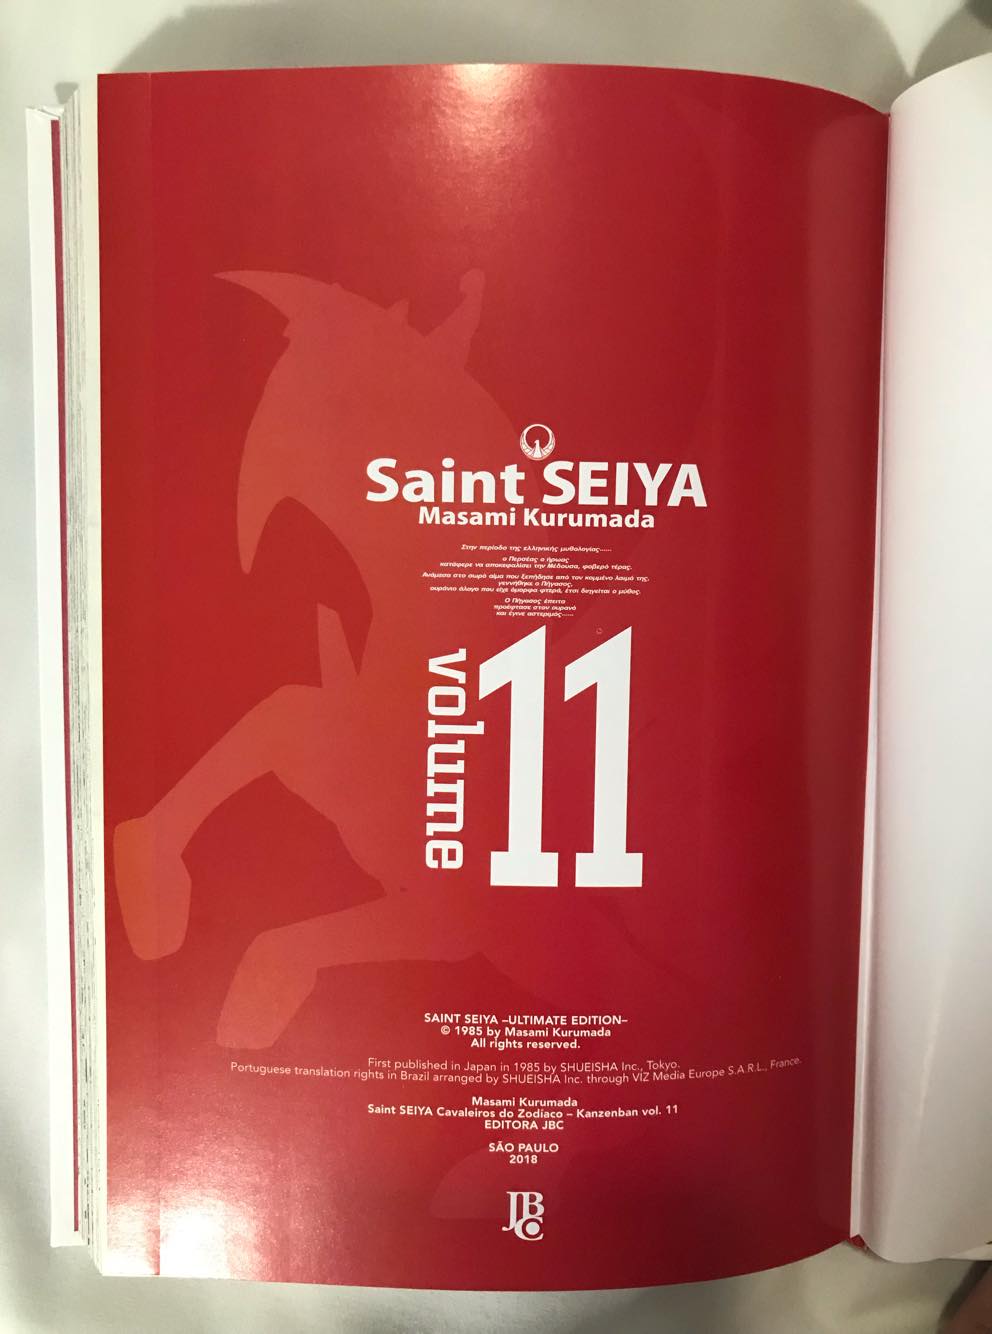 Saint SEIYA
Masami Kurumada
Στην περίοδο της ελληνικής μυθολογίας......
ο Περσέας ο ήρωας
κατάφερε να αποκεφαλίσει την Μέδουσα, φοβερό τέρας.
Ανάμεσα στο σωρό αίμα που ξεπήδησε από τον κομμένο λαιμό της,
γεννήθηκε ο Πήγασος,
ουράνιο άλογο που είχε όμορφα φτερά, έτσι διηγείται ο μύθος.
Ο Πήγασος έπειτα
στον ουρανό
και έγινε αστερισμός......
volume
11
SAINT SEIYA –ULTIMATE EDITION–
© 1985 by Masami Kurumada
All rights reserved.
First published in Japan in 1985 by SHUEISHA Inc., Tokyo.
Portuguese translation rights in Brazil arranged by SHUEISHA Inc. through VIZ Media Europe S.A.R.L., France.
Masami Kurumada
Saint SEIYA Cavaleiros do Zodíaco – Kanzenban vol. 11
EDITORA JBC
SÃO PAULO
2018
JBC